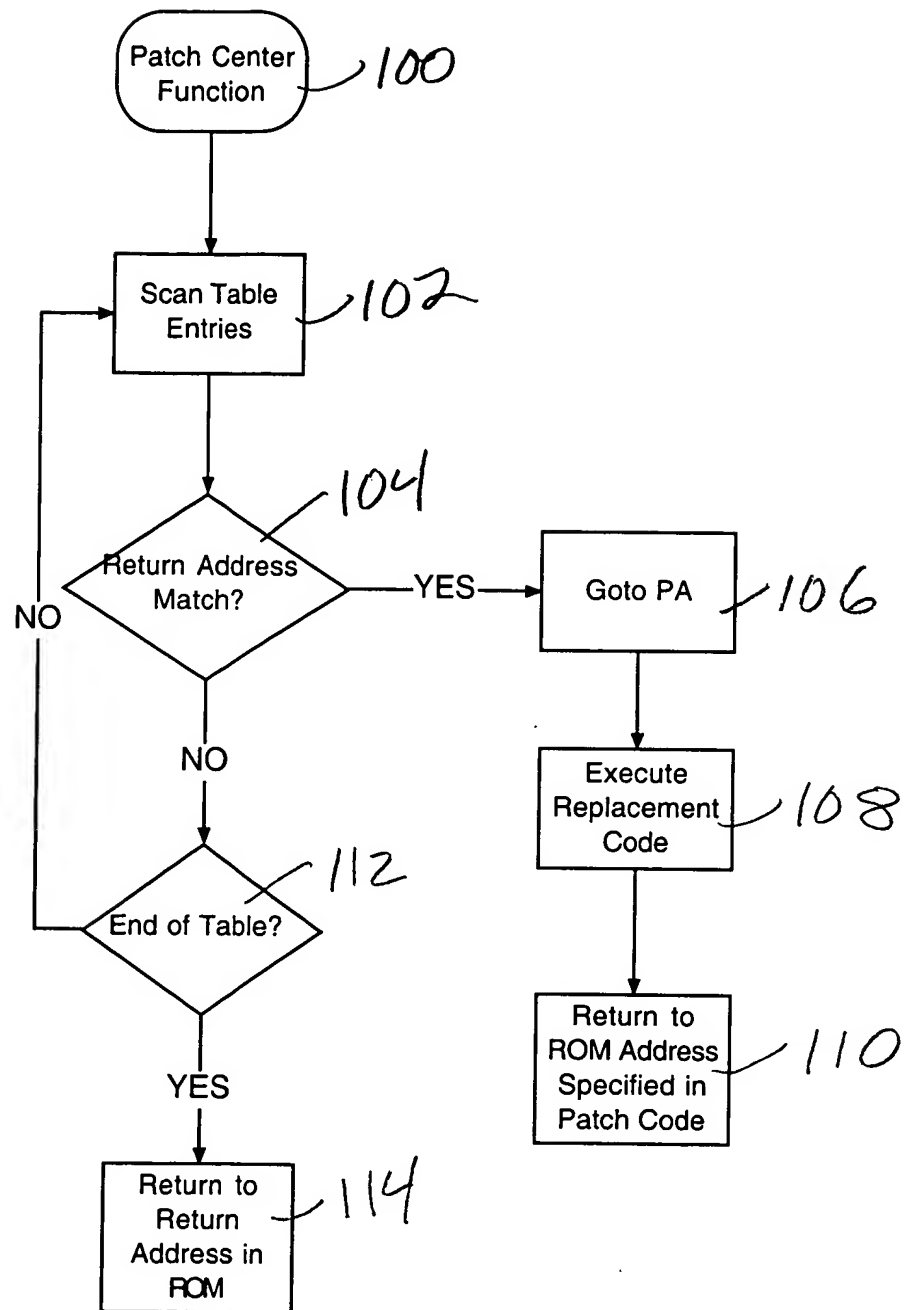 Patch Center
Function
100
Scan Table
Entries
102
104
Return Address
Match?
YES
Goto PA
106
NO
NO
Execute
Replacement
Code
108
112
End of Table?
Return to
ROM Address
Specified in
Patch Code
110
YES
Return to
Return
Address in
ROM
114